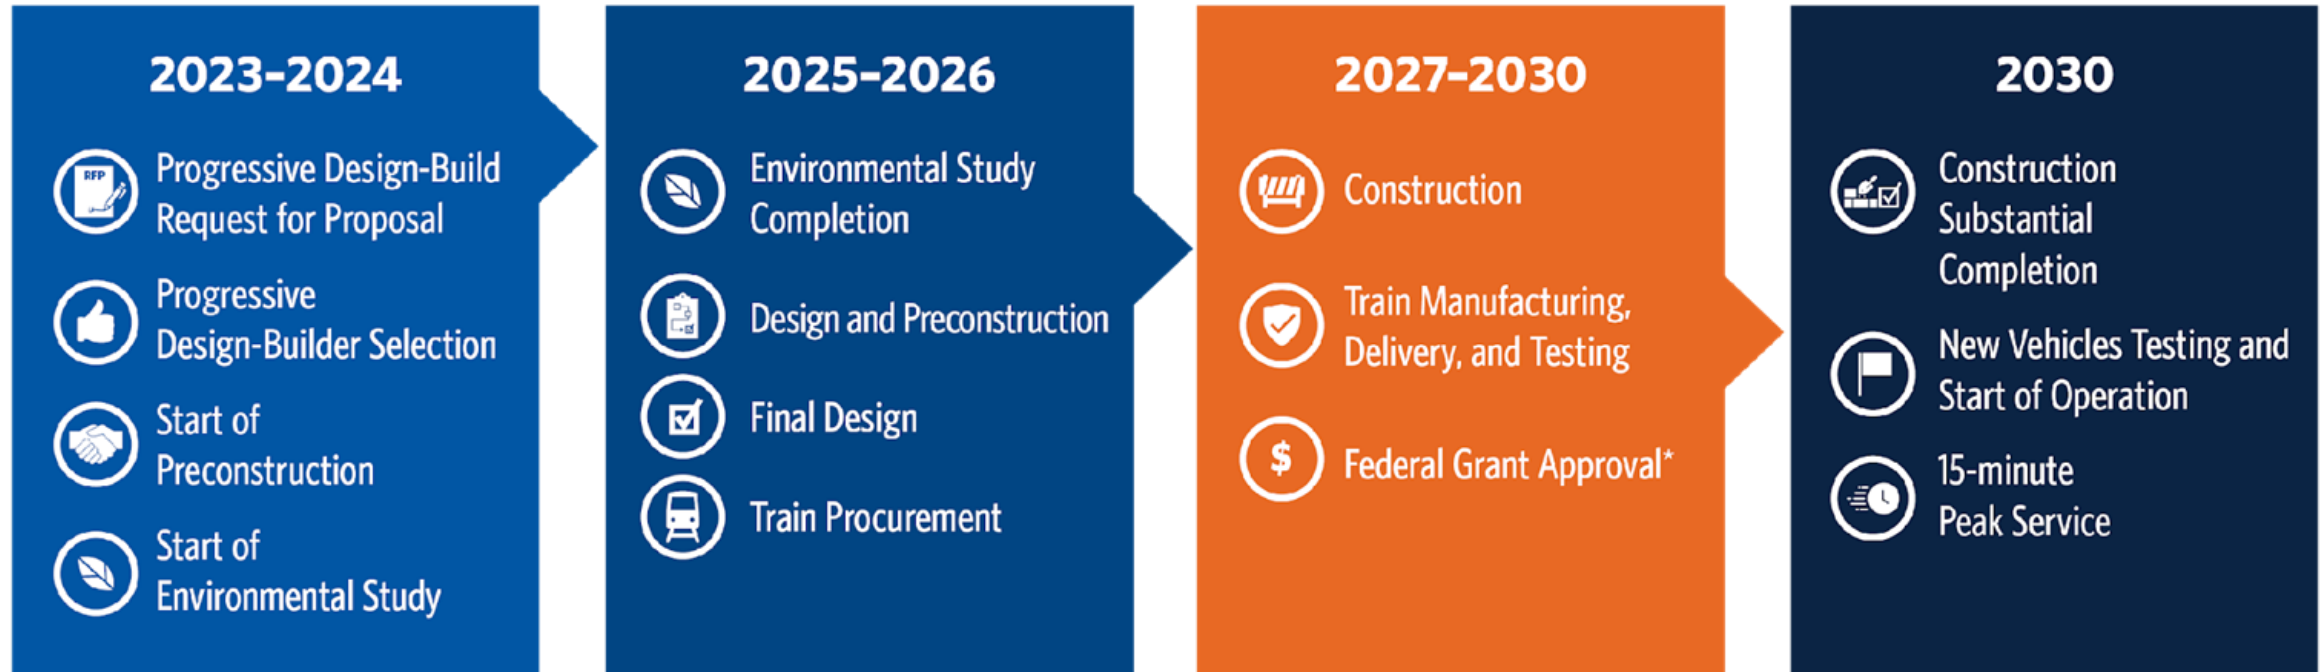 2023–2024
RFP
Progressive Design-Build
Request for Proposal
Progressive
Design-Builder Selection
Start of
Preconstruction
Start of
Environmental Study
2025–2026
Environmental Study
Completion
Design and Preconstruction
Final Design
Train Procurement
2027–2030
Construction
Train Manufacturing,
Delivery, and Testing
$
Federal Grant Approval*
2030
Construction
Substantial
Completion
New Vehicles Testing and
Start of Operation
15-minute
Peak Service